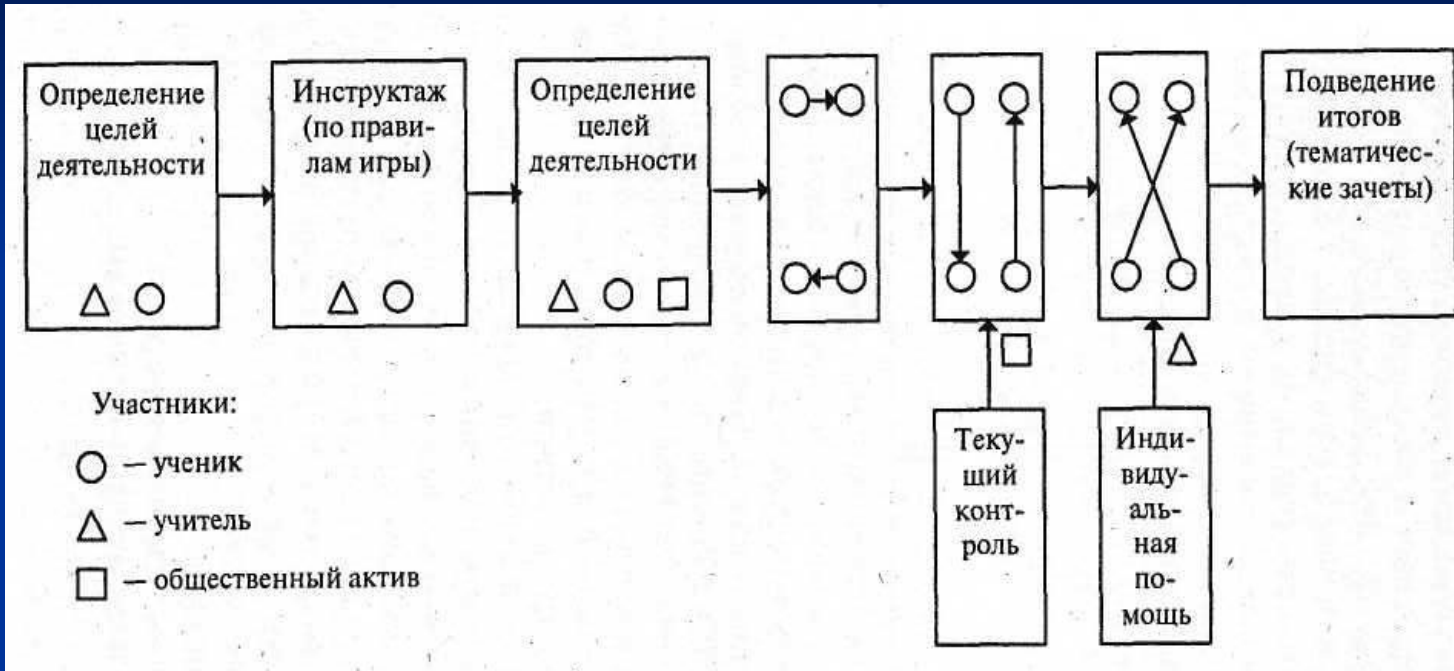 Определение
целей
деятельности
Инструктаж
(по прави-
лам игры)
Определение
целей
деятельности
Подведение
итогов
(тематичес-
кие зачеты)
Теку-
ший
конт-
роль
Инди-
виду-
аль-
ная
по-
мощь
Участники:
— ученик
— учитель
— общественный актив